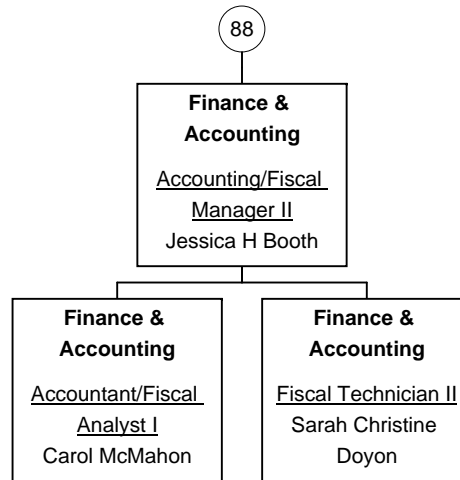 88
Finance &
Accounting
Accounting/Fiscal
Manager II
Jessica H Booth
Finance &
Accounting
Accountant/Fiscal
Analyst I
Carol McMahon
Finance &
Accounting
Fiscal Technician II
Sarah Christine
Doyon